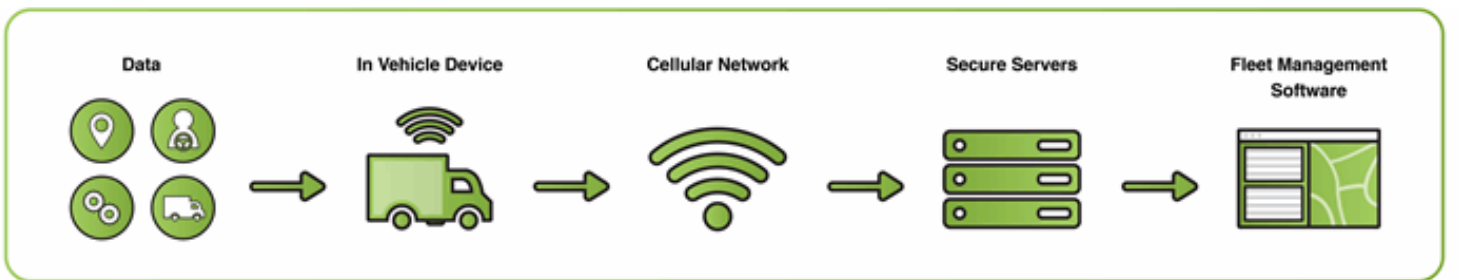 Data
In Vehicle Device
Cellular Network
Secure Servers
Fleet Management
Software